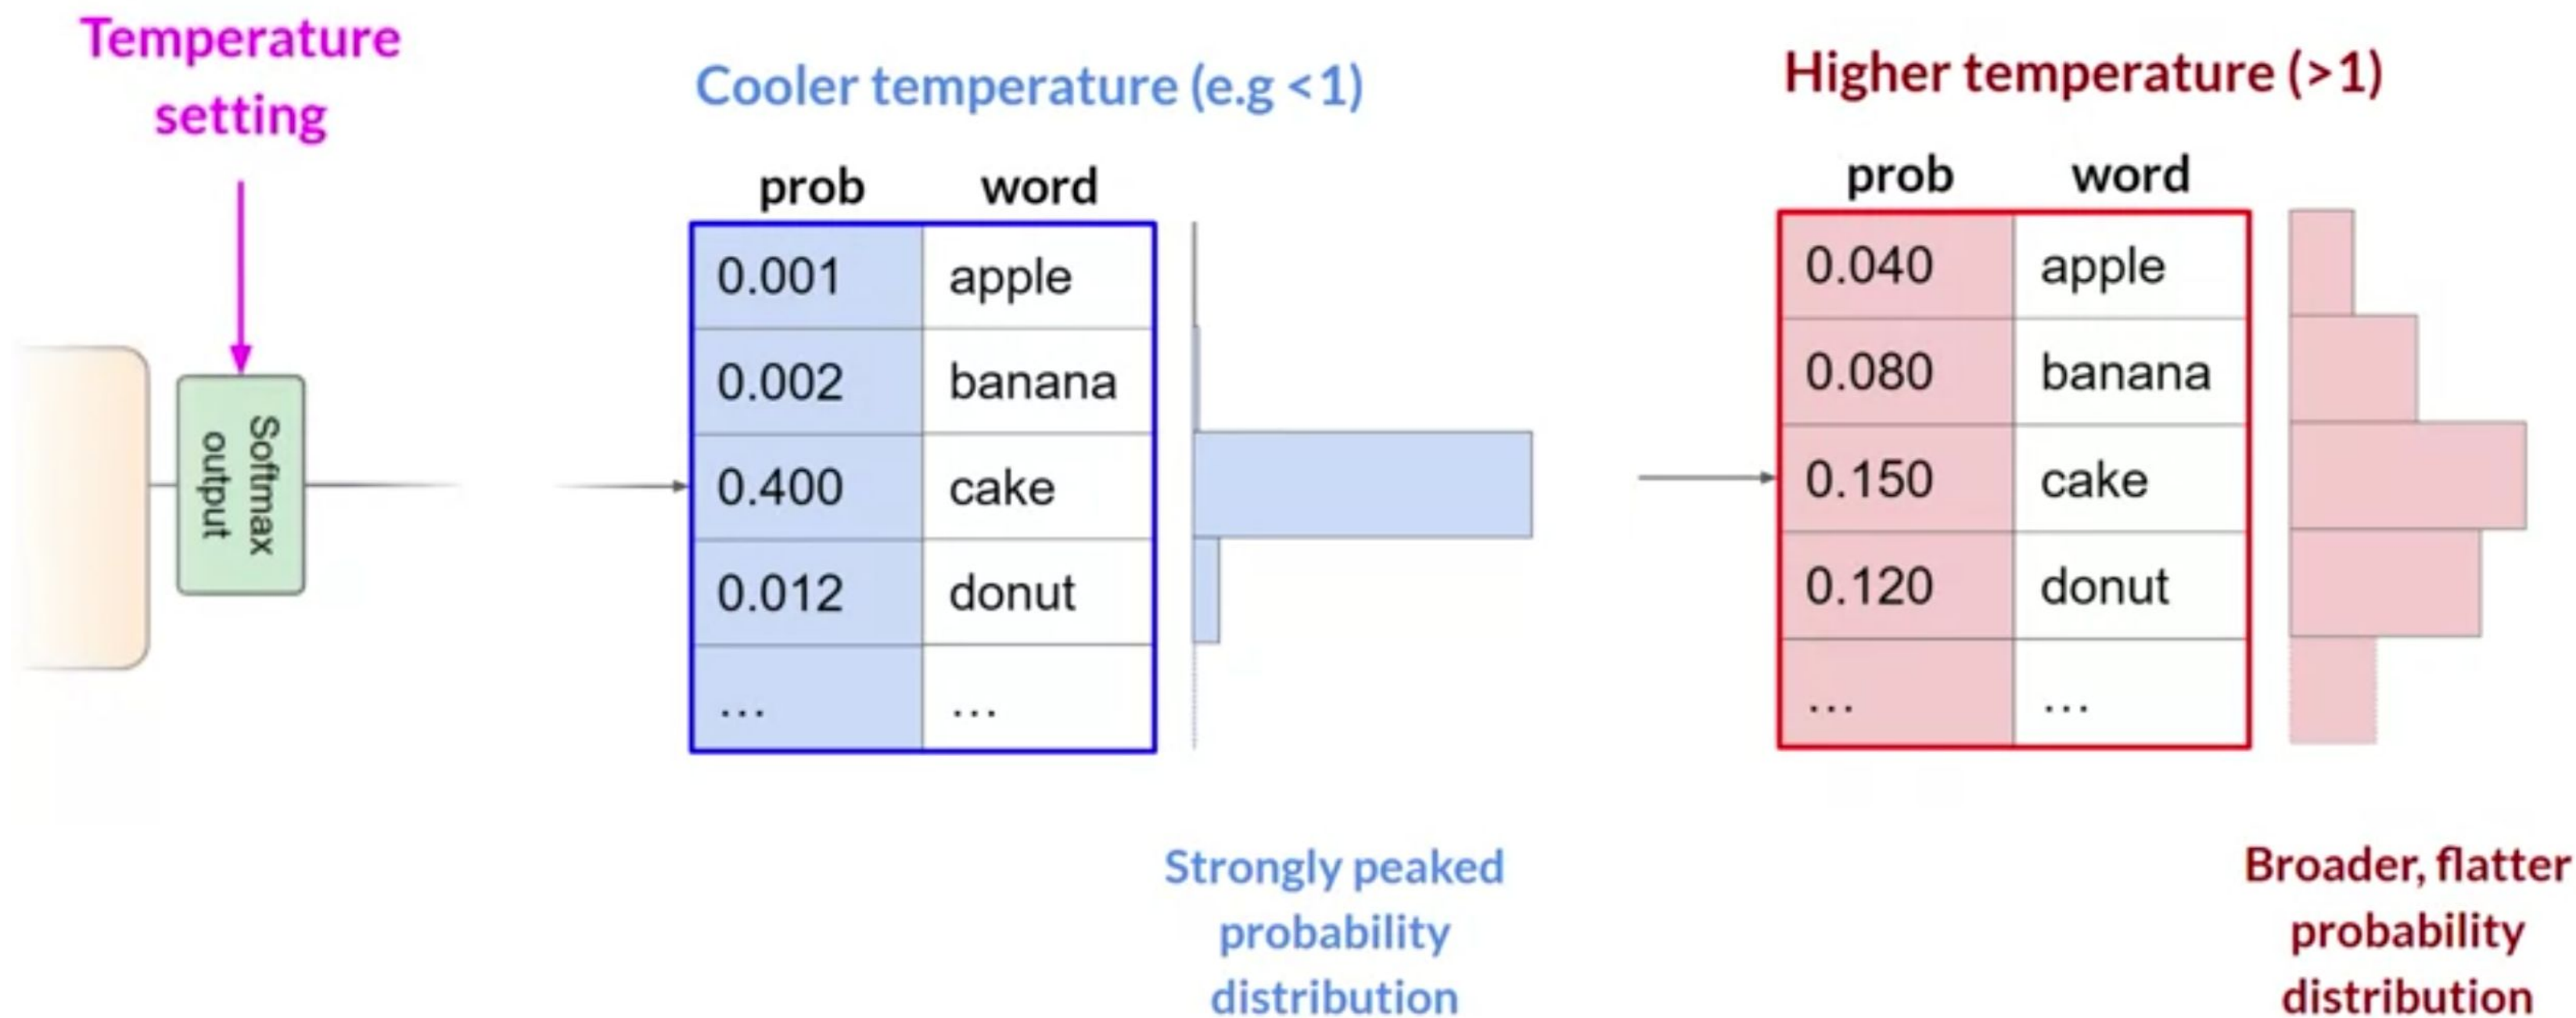 Temperature
setting
Softmax
output
Cooler temperature (e.g <1)
prob word
0.001 apple
0.002 banana
0.400 cake
0.012 donut
... ...
Strongly peaked
probability
distribution
Higher temperature (>1)
prob word
0.040 apple
0.080 banana
0.150 cake
0.120 donut
... ...
Broader, flatter
probability
distribution